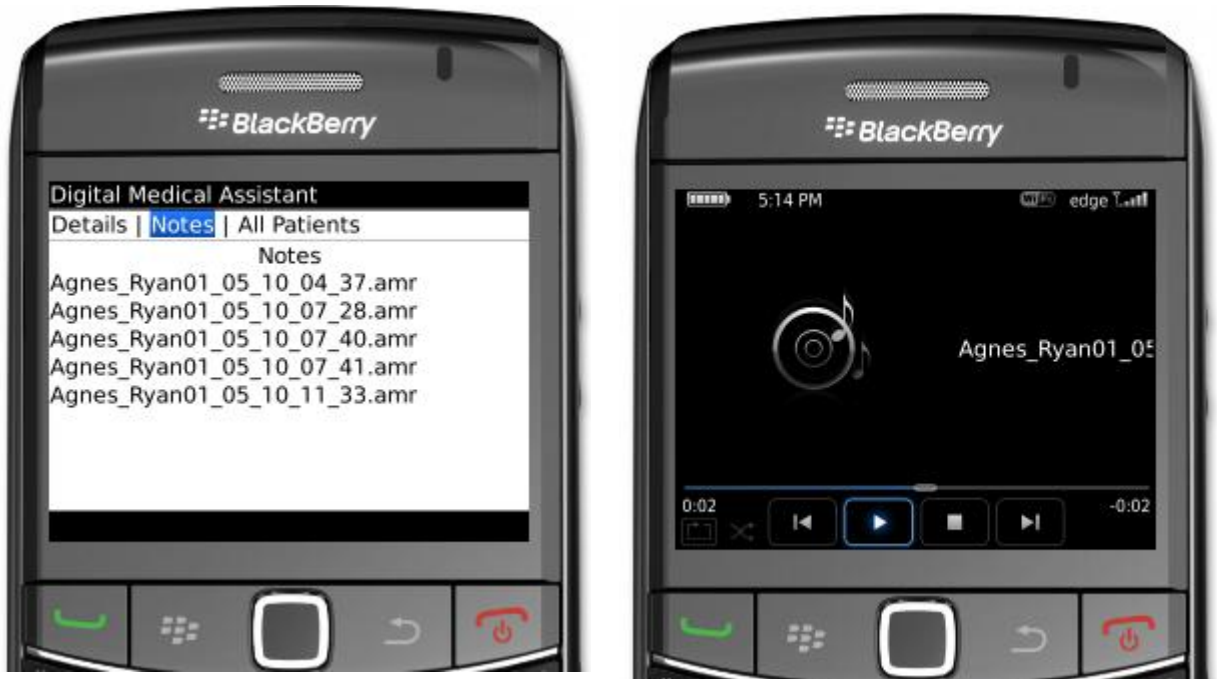 BlackBerry
Digital Medical Assistant
Details | Notes | All Patients
Notes
Agnes_Ryan01_05_10_04_37.amr
Agnes_Ryan01_05_10_07_28.amr
Agnes_Ryan01_05_10_07_40.amr
Agnes_Ryan01_05_10_07_41.amr
Agnes_Ryan01_05_10_11_33.amr
BlackBerry
5:14 PM WiFi edge
Agnes_Ryan01_05
0:02 -0:02